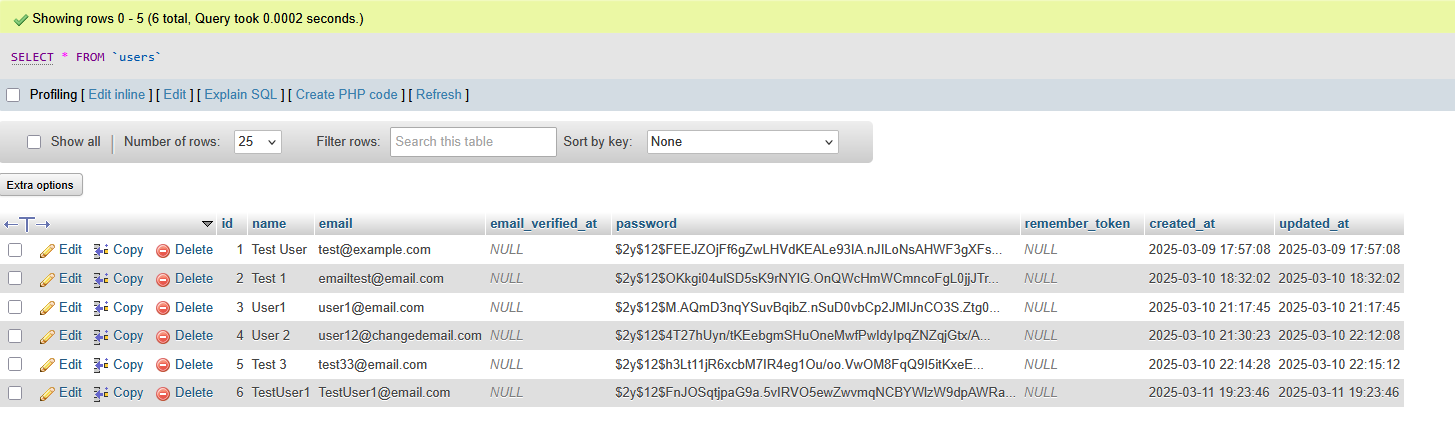 Showing rows 0 - 5 (6 total, Query took 0.0002 seconds.)
SELECT * FROM `users`
Profiling [ Edit inline ] [ Edit ] [ Explain SQL ] [ Create PHP code ] [ Refresh ]
Show all | Number of rows: 25 Filter rows: Search this table Sort by key: None
Extra options
←T→ id name email email_verified_at password remember_token created_at updated_at
Edit Copy Delete 1 Test User test@example.com NULL $2y$12$FEEJZOjFf6gZwLHVdKEALe93IA.nJILoNsAHWF3gXFs... NULL 2025-03-09 17:57:08 2025-03-09 17:57:08
Edit Copy Delete 2 Test 1 emailtest@email.com NULL $2y$12$OKkgi04ulSD5sK9rNYIG.OnQWcHmWCmncoFgL0jjJTr... NULL 2025-03-10 18:32:02 2025-03-10 18:32:02
Edit Copy Delete 3 User1 user1@email.com NULL $2y$12$M.AQmD3nqYSuvBqibZ.nSuD0vbCp2JMIJnCO3S.Ztg0... NULL 2025-03-10 21:17:45 2025-03-10 21:17:45
Edit Copy Delete 4 User 2 user12@changedemail.com NULL $2y$12$4T27hUyn/tKEebgmSHuOneMwfPwldyIpqZNZqjGtx/A... NULL 2025-03-10 21:30:23 2025-03-10 22:12:08
Edit Copy Delete 5 Test 3 test33@email.com NULL $2y$12$h3Lt11jR6xcbM7IR4eg1Ou/oo.VwOM8FqQ9I5itKxeE... NULL 2025-03-10 22:14:28 2025-03-10 22:15:12
Edit Copy Delete 6 TestUser1 TestUser1@email.com NULL $2y$12$FnJOSqtjpaG9a.5vIRVO5ewZwvmqNCBYWlzW9dpAWRa... NULL 2025-03-11 19:23:46 2025-03-11 19:23:46